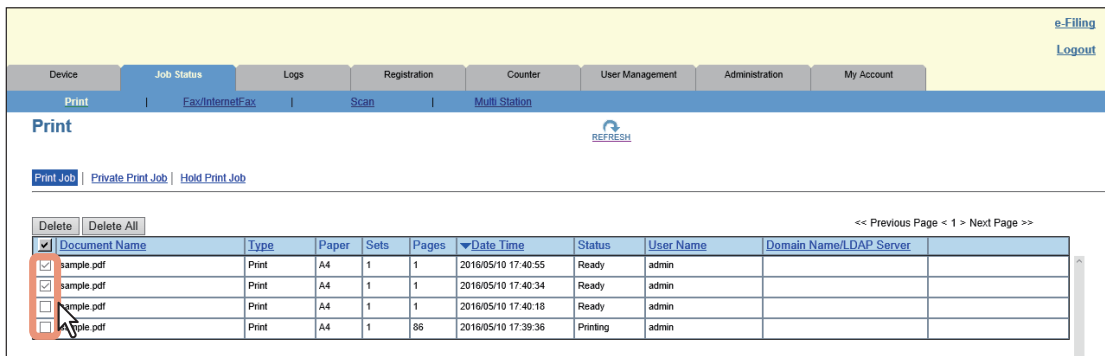 e-Filing
Logout
Device Job Status Logs Registration Counter User Management Administration My Account
Print | Fax/InternetFax | Scan | Multi Station
Print
REFRESH
Print Job | Private Print Job | Hold Print Job
Delete Delete All << Previous Page < 1 > Next Page >>
Document Name Type Paper Sets Pages Date Time Status User Name Domain Name/LDAP Server
sample.pdf Print A4 1 1 2016/05/10 17:40:55 Ready admin
sample.pdf Print A4 1 1 2016/05/10 17:40:34 Ready admin
sample.pdf Print A4 1 1 2016/05/10 17:40:18 Ready admin
sample.pdf Print A4 1 86 2016/05/10 17:39:36 Printing admin